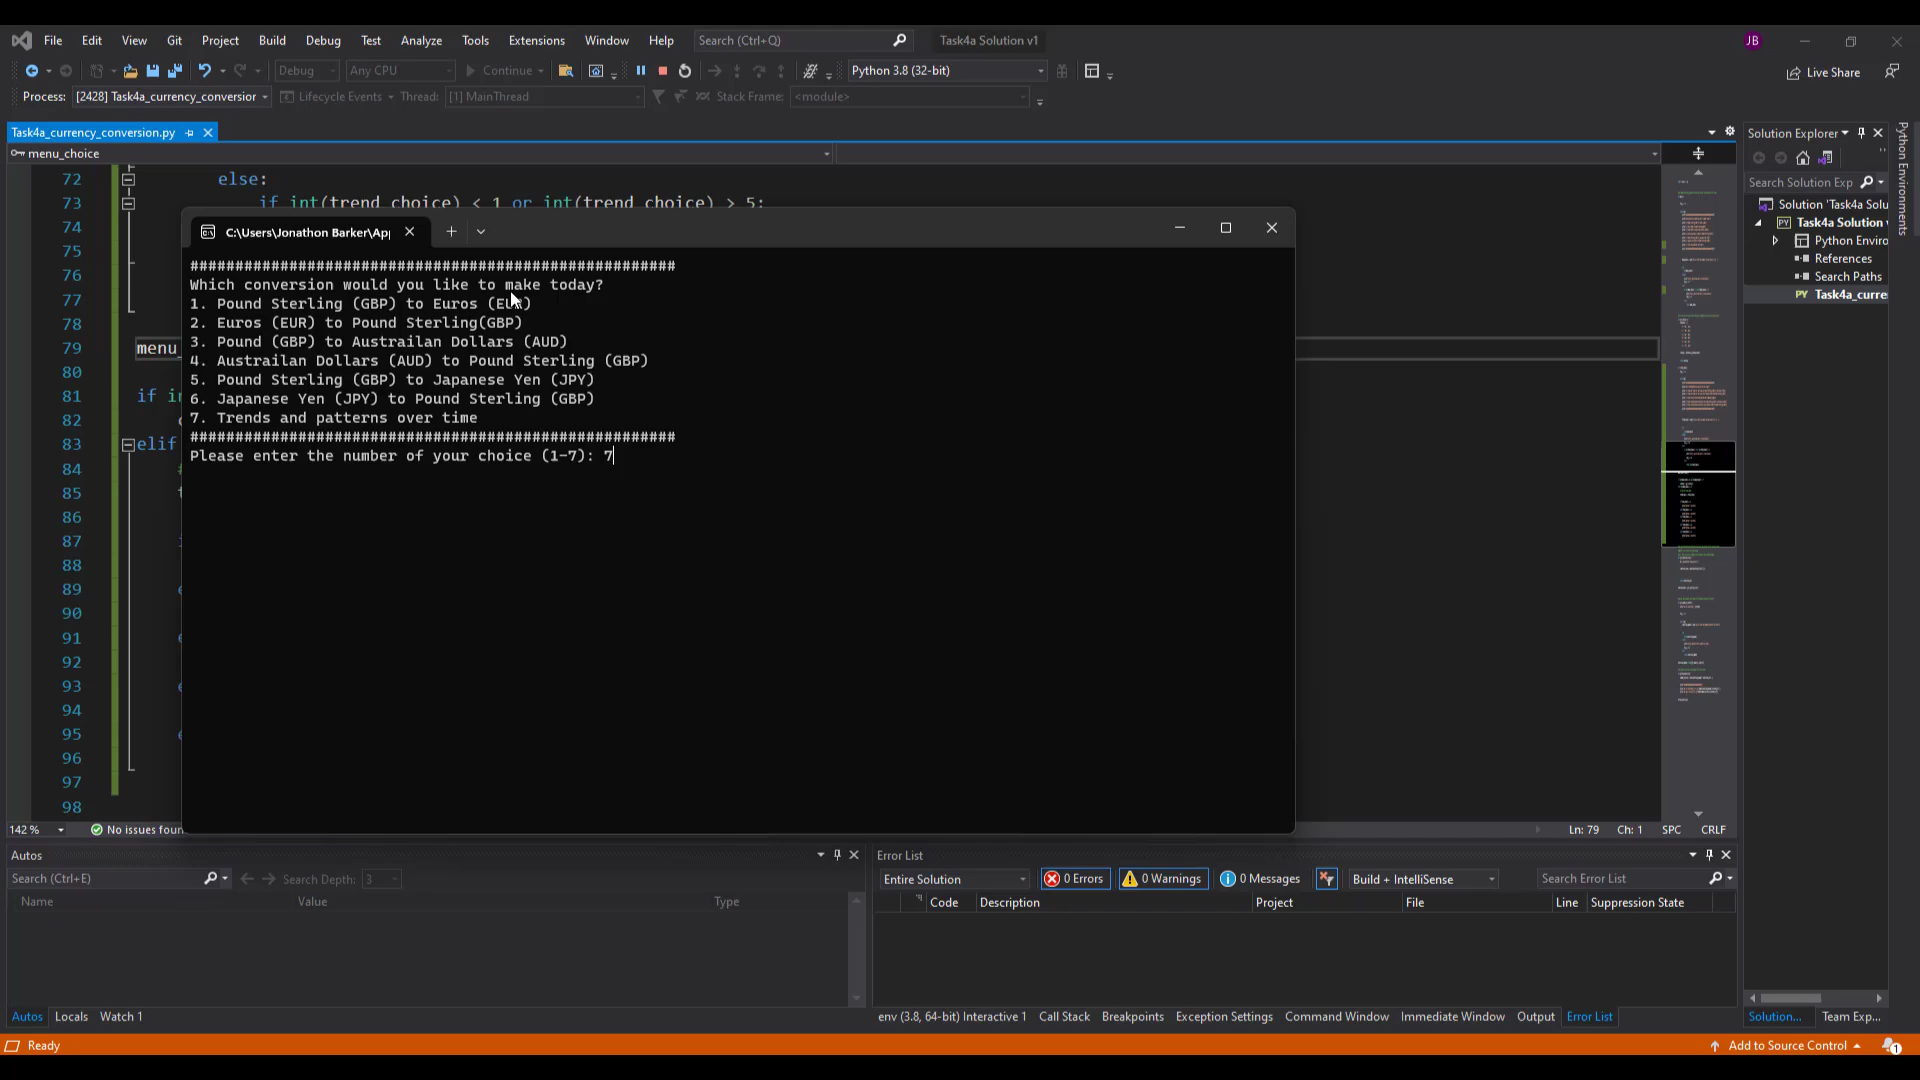 File Edit View Git Project Build Debug Test Analyze Tools Extensions Window Help Search (Ctrl+Q) Task4a Solution v1 JB
Debug Any CPU Continue Python 3.8 (32-bit) Live Share
Process: [2428] Task4a_currency_conversior Lifecycle Events Thread: [1] MainThread Stack Frame: <module>
Task4a_currency_conversion.py
menu_choice
72 else:
73 if int(trend_choice) < 1 or int(trend_choice) > 5:
74
75
76
77
78
79 menu_
80
81 if in
82
83 elif
84
85
86
87
88
89
90
91
92
93
94
95
96
97
98
C:\Users\Jonathon Barker\Ap
########################################################
Which conversion would you like to make today?
1. Pound Sterling (GBP) to Euros (EUR)
2. Euros (EUR) to Pound Sterling(GBP)
3. Pound (GBP) to Austrailan Dollars (AUD)
4. Austrailan Dollars (AUD) to Pound Sterling (GBP)
5. Pound Sterling (GBP) to Japanese Yen (JPY)
6. Japanese Yen (JPY) to Pound Sterling (GBP)
7. Trends and patterns over time
########################################################
Please enter the number of your choice (1-7): 7
142 % No issues foun Ln: 79 Ch: 1 SPC CRLF
Solution Explorer
Search Solution Exp
Solution 'Task4a Solu
Task4a Solution
Python Enviro
References
Search Paths
Task4a_curre
Python Environments
Autos
Search (Ctrl+E) Search Depth: 3
Name Value Type
Autos Locals Watch 1
Error List
Entire Solution 0 Errors 0 Warnings 0 Messages Build + IntelliSense Search Error List
Code Description Project File Line Suppression State
env (3.8, 64-bit) Interactive 1 Call Stack Breakpoints Exception Settings Command Window Immediate Window Output Error List
Solution... Team Exp...
Ready Add to Source Control 1